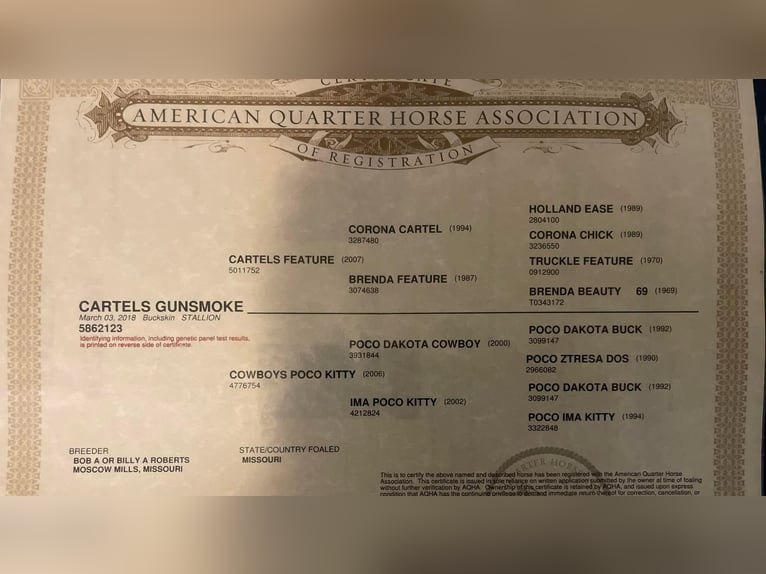 CERTIFICATE
AMERICAN QUARTER HORSE ASSOCIATION
OF REGISTRATION
HOLLAND EASE (1989)
2804100
CORONA CARTEL (1994)
3287480
CORONA CHICK (1989)
3236550
CARTELS FEATURE (2007)
5011752
TRUCKLE FEATURE (1970)
0912900
BRENDA FEATURE (1987)
3074638
BRENDA BEAUTY 69 (1969)
T0343172
CARTELS GUNSMOKE
March 03, 2018 Buckskin STALLION
5862123
Identifying information, including genetic panel test results,
is printed on reverse side of certificate.
POCO DAKOTA BUCK (1992)
3099147
POCO DAKOTA COWBOY (2000)
3931844
POCO ZTRESA DOS (1990)
2966082
COWBOYS POCO KITTY (2006)
4776754
POCO DAKOTA BUCK (1992)
3099147
IMA POCO KITTY (2002)
4212824
POCO IMA KITTY (1994)
3322848
BREEDER
BOB A OR BILLY A ROBERTS
MOSCOW MILLS, MISSOURI
STATE/COUNTRY FOALED
MISSOURI
This is to certify the above named and described horse has been registered with the American Quarter Horse
Association. This certificate is issued in sole reliance on written application submitted by the owner at time of foaling
without further verification by AQHA. Ownership of this certificate is retained by AQHA, and issued upon express
condition that AQHA has the continuing privilege to demand immediate return thereof for correction, cancellation, or